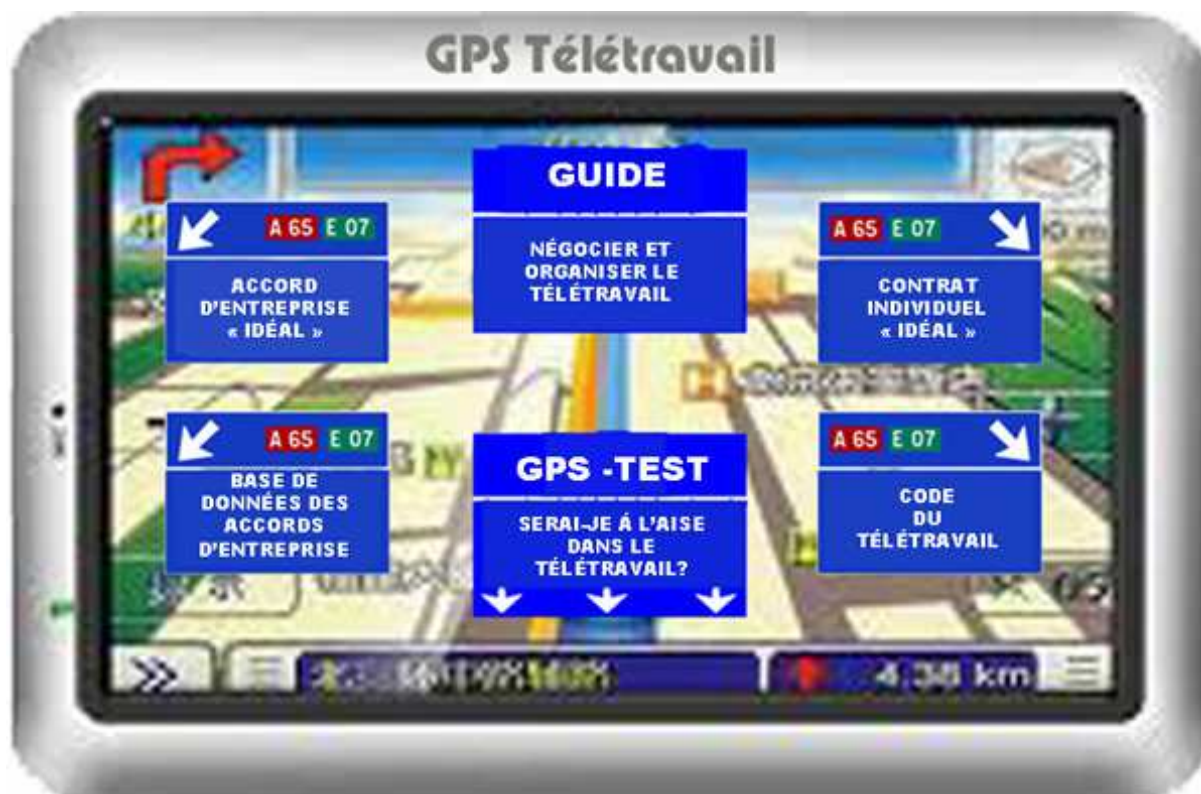 GPS Télétravail
GUIDE
NÉGOCIER ET
ORGANISER LE
TÉLÉTRAVAIL
A 65 E 07
ACCORD
D'ENTREPRISE
« IDÉAL »
A 65 E 07
CONTRAT
INDIVIDUEL
« IDÉAL »
A 65 E 07
BASE DE
DONNÉES DES
ACCORDS
D'ENTREPRISE
GPS -TEST
SERAI-JE Á L'AISE
DANS LE
TÉLÉTRAVAIL?
A 65 E 07
CODE
DU
TÉLÉTRAVAIL
km